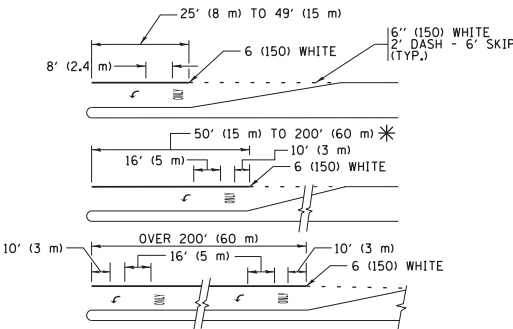 25' (8 m) TO 49' (15 m)
6" (150) WHITE
2' DASH - 6' SKIP
(TYP.)
6 (150) WHITE
8' (2.4 m)
ONLY
50' (15 m) TO 200' (60 m) *
10' (3 m)
16' (5 m)
6 (150) WHITE
ONLY
OVER 200' (60 m)
10' (3 m)
16' (5 m)
10' (3 m)
6 (150) WHITE
ONLY
ONLY